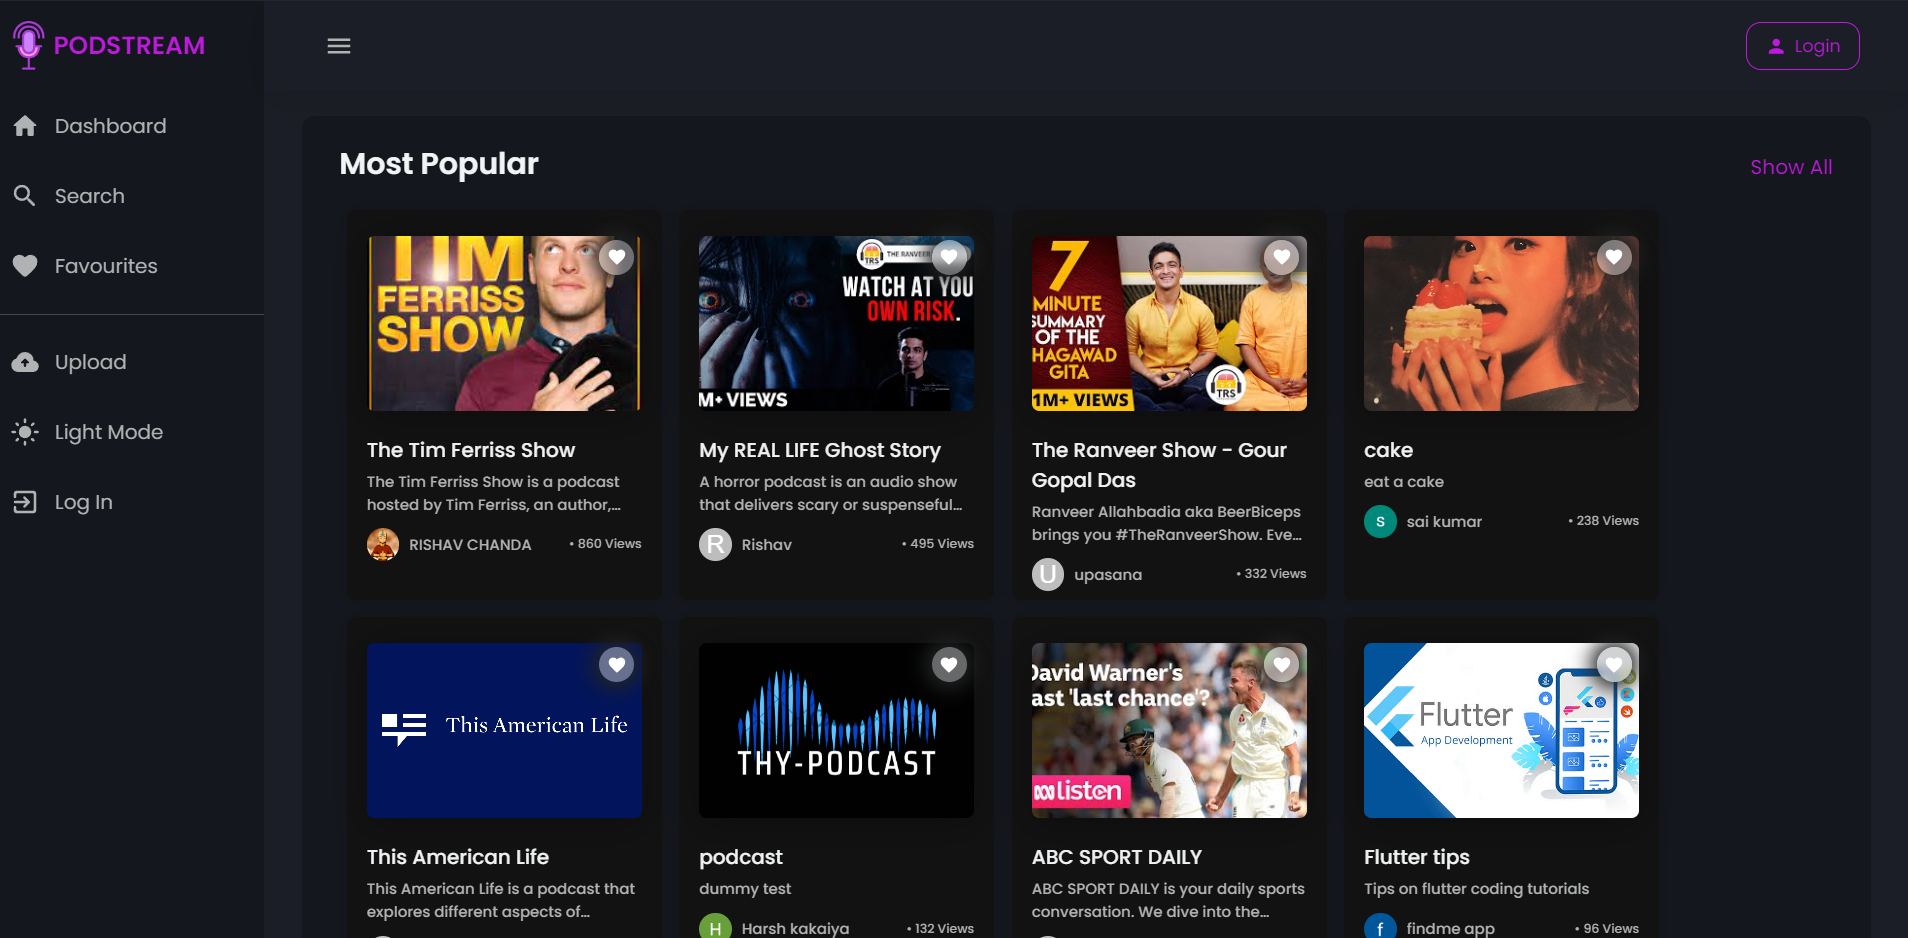 PODSTREAM
Login
Dashboard
Search
Favourites
Upload
Light Mode
Log In
Most Popular
Show All
TIM
FERRISS
SHOW
The Tim Ferriss Show
The Tim Ferriss Show is a podcast
hosted by Tim Ferriss, an author,...
RISHAV CHANDA
• 860 Views
TRS
THE RANVEER
WATCH AT YOU
OWN RISK.
M+ VIEWS
My REAL LIFE Ghost Story
A horror podcast is an audio show
that delivers scary or suspenseful...
R
Rishav
• 495 Views
7
MINUTE
SUMMARY
OF THE
HAGAWAD
GITA
TRS
1M+ VIEWS
The Ranveer Show - Gour
Gopal Das
Ranveer Allahbadia aka BeerBiceps
brings you #TheRanveerShow. Eve...
U
upasana
• 332 Views
cake
eat a cake
S
sai kumar
• 238 Views
This American Life
This American Life
This American Life is a podcast that
explores different aspects of...
THY-PODCAST
podcast
dummy test
H
Harsh kakaiya
• 132 Views
David Warner's
ast 'last chance'?
listen
ABC SPORT DAILY
ABC SPORT DAILY is your daily sports
conversation. We dive into the...
Flutter
App Development
Flutter tips
Tips on flutter coding tutorials
f
findme app
• 96 Views